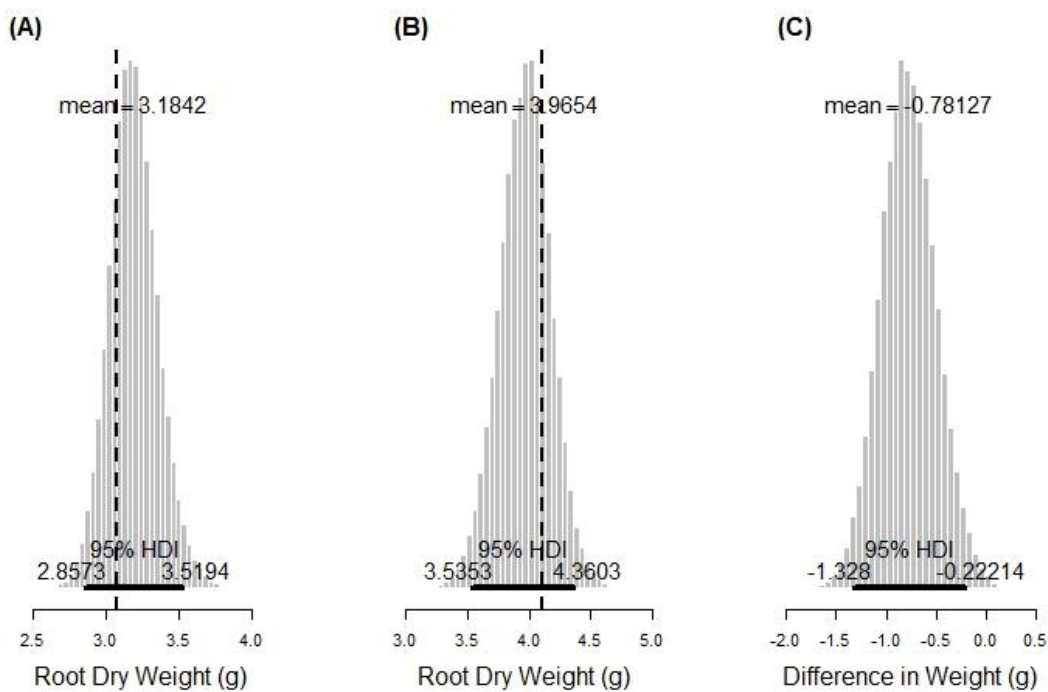 (A)
mean = 3.1842
95% HDI
2.8573 3.5194
2.5 3.0 3.5 4.0
Root Dry Weight (g)
(B)
mean = 3.9654
95% HDI
3.5353 4.3603
3.0 3.5 4.0 4.5 5.0
Root Dry Weight (g)
(C)
mean = -0.78127
95% HDI
-1.328 -0.22214
-2.0 -1.5 -1.0 -0.5 0.0 0.5
Difference in Weight (g)